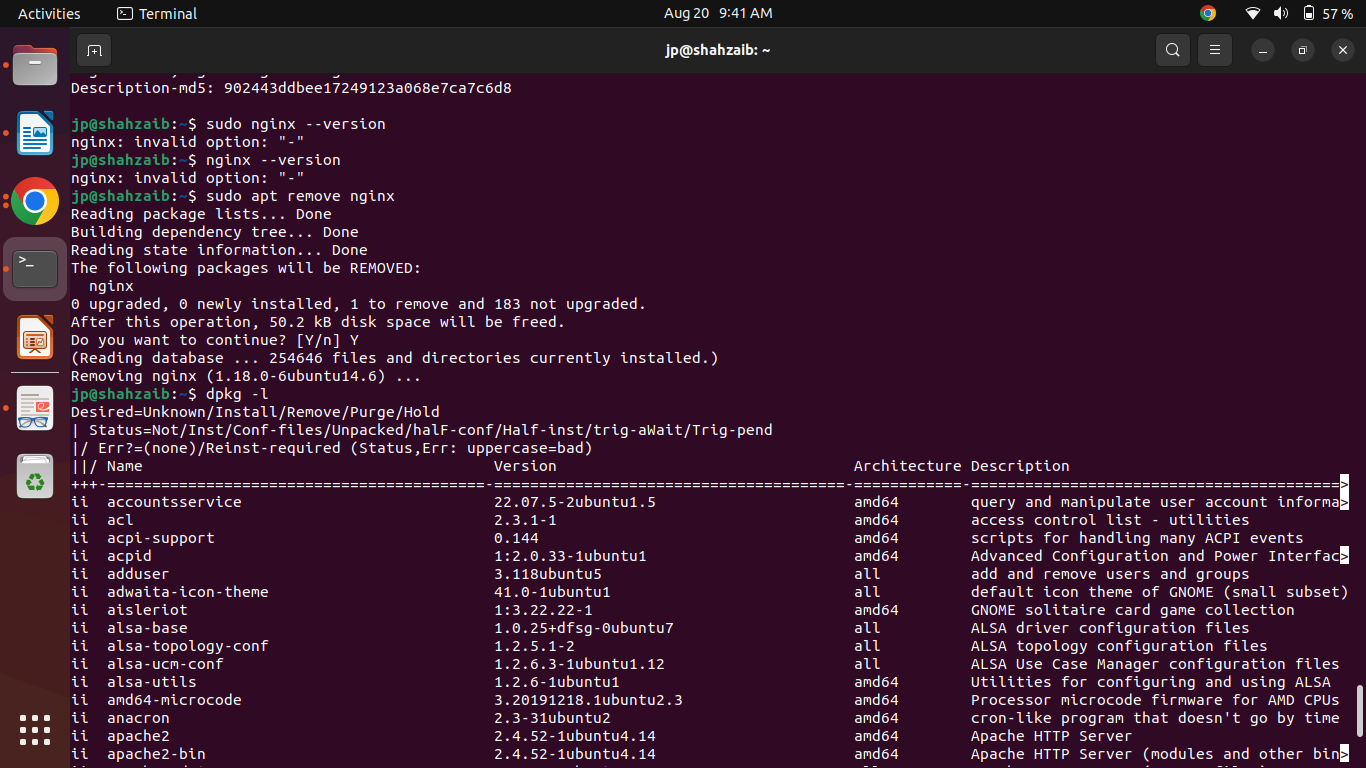 Activities Terminal Aug 20 9:41 AM 57 %
jp@shahzaib: ~
Description-md5: 902443ddbee17249123a068e7ca7c6d8
jp@shahzaib:~$ sudo nginx --version
nginx: invalid option: "-"
jp@shahzaib:~$ nginx --version
nginx: invalid option: "-"
jp@shahzaib:~$ sudo apt remove nginx
Reading package lists... Done
Building dependency tree... Done
Reading state information... Done
The following packages will be REMOVED:
  nginx
0 upgraded, 0 newly installed, 1 to remove and 183 not upgraded.
After this operation, 50.2 kB disk space will be freed.
Do you want to continue? [Y/n] Y
(Reading database ... 254646 files and directories currently installed.)
Removing nginx (1.18.0-6ubuntu14.6) ...
jp@shahzaib:~$ dpkg -l
Desired=Unknown/Install/Remove/Purge/Hold
| Status=Not/Inst/Conf-files/Unpacked/halF-conf/Half-inst/trig-aWait/Trig-pend
|/ Err?=(none)/Reinst-required (Status,Err: uppercase=bad)
||/ Name Version Architecture Description
+++-==========================================-=======================================-============-=========================================>
ii accountsservice 22.07.5-2ubuntu1.5 amd64 query and manipulate user account informa>
ii acl 2.3.1-1 amd64 access control list - utilities
ii acpi-support 0.144 amd64 scripts for handling many ACPI events
ii acpid 1:2.0.33-1ubuntu1 amd64 Advanced Configuration and Power Interfac>
ii adduser 3.118ubuntu5 all add and remove users and groups
ii adwaita-icon-theme 41.0-1ubuntu1 all default icon theme of GNOME (small subset)
ii aisleriot 1:3.22.22-1 amd64 GNOME solitaire card game collection
ii alsa-base 1.0.25+dfsg-0ubuntu7 all ALSA driver configuration files
ii alsa-topology-conf 1.2.5.1-2 all ALSA topology configuration files
ii alsa-ucm-conf 1.2.6.3-1ubuntu1.12 all ALSA Use Case Manager configuration files
ii alsa-utils 1.2.6-1ubuntu1 amd64 Utilities for configuring and using ALSA
ii amd64-microcode 3.20191218.1ubuntu2.3 amd64 Processor microcode firmware for AMD CPUs
ii anacron 2.3-31ubuntu2 amd64 cron-like program that doesn't go by time
ii apache2 2.4.52-1ubuntu4.14 amd64 Apache HTTP Server
ii apache2-bin 2.4.52-1ubuntu4.14 amd64 Apache HTTP Server (modules and other bin>